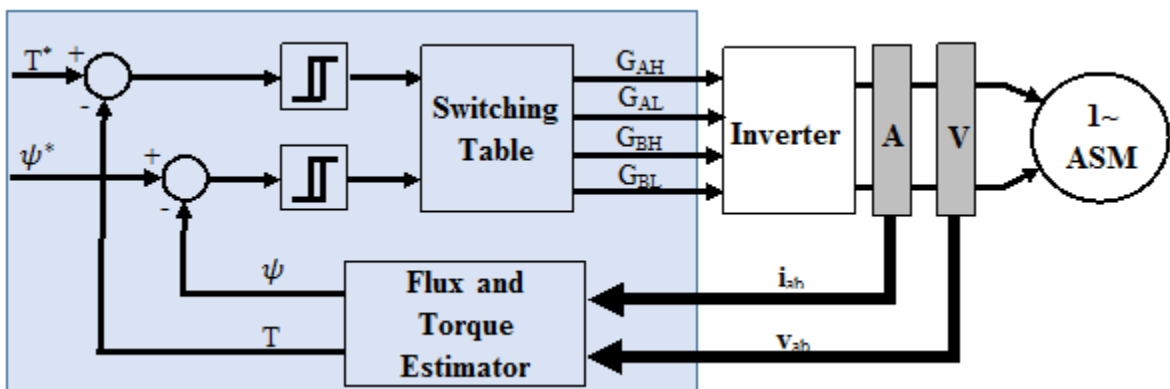 T*
+
-
ψ*
+
-
Switching
Table
G_AH
G_AL
G_BH
G_BL
Inverter
A
V
1~
ASM
ψ
T
Flux and
Torque
Estimator
i_ab
v_ab